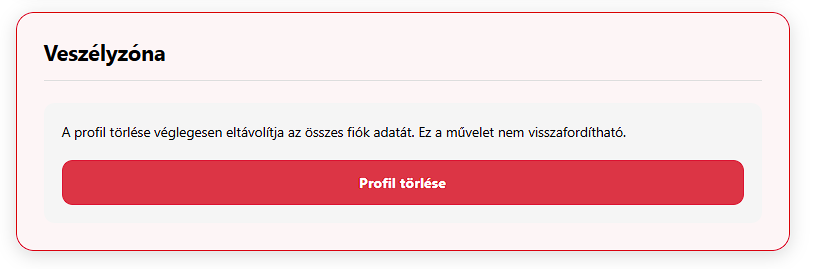 Veszélyzóna
A profil törlése véglegesen eltávolítja az összes fiók adatát. Ez a művelet nem visszafordítható.
Profil törlése